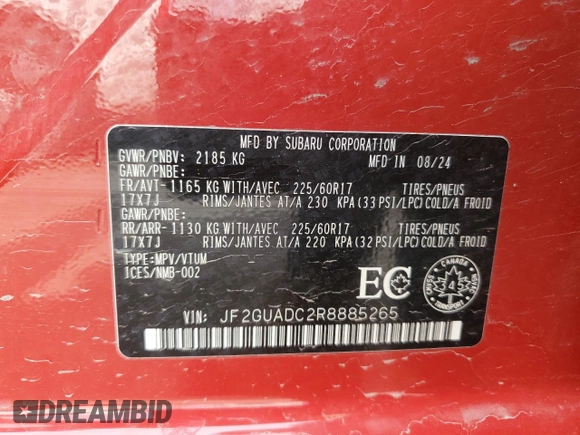 MFD BY SUBARU CORPORATION
GVWR/PNBV: 2185 KG MFD IN 08/24
GAWR/PNBE:
FR/AVT-1165 KG WITH/AVEC 225/60R17 TIRES/PNEUS
17X7J RIMS/JANTES AT/A 230 KPA(33 PSI/LPC)COLD/A FROID
GAWR/PNBE:
RR/ARR-1130 KG WITH/AVEC 225/60R17 TIRES/PNEUS
17X7J RIMS/JANTES AT/A 220 KPA(32 PSI/LPC)COLD/A FROID
TYPE:MPV/VTUM
ICES/NMB-002
EC
CANADA
VIN: JF2GUADC2R8885265
DREAMBID